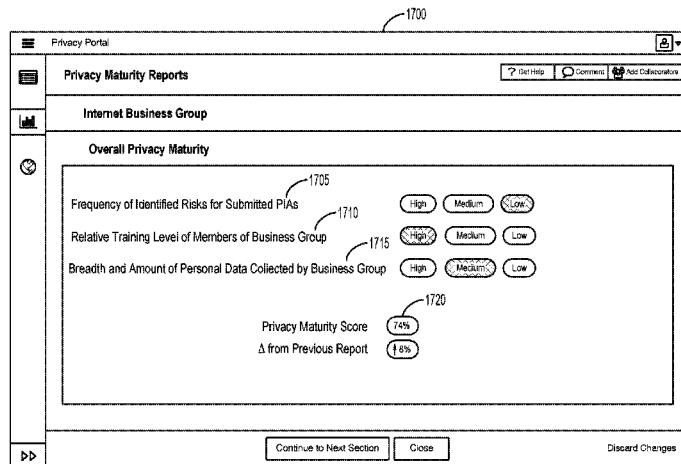 1700
Privacy Portal
Privacy Maturity Reports
? Get Help Comment Add Collaborators
Internet Business Group
Overall Privacy Maturity
1705
Frequency of Identified Risks for Submitted PIAs High Medium Low
1710
Relative Training Level of Members of Business Group High Medium Low
1715
Breadth and Amount of Personal Data Collected by Business Group High Medium Low
1720
Privacy Maturity Score 74%
Δ from Previous Report 6%
Continue to Next Section Close Discard Changes